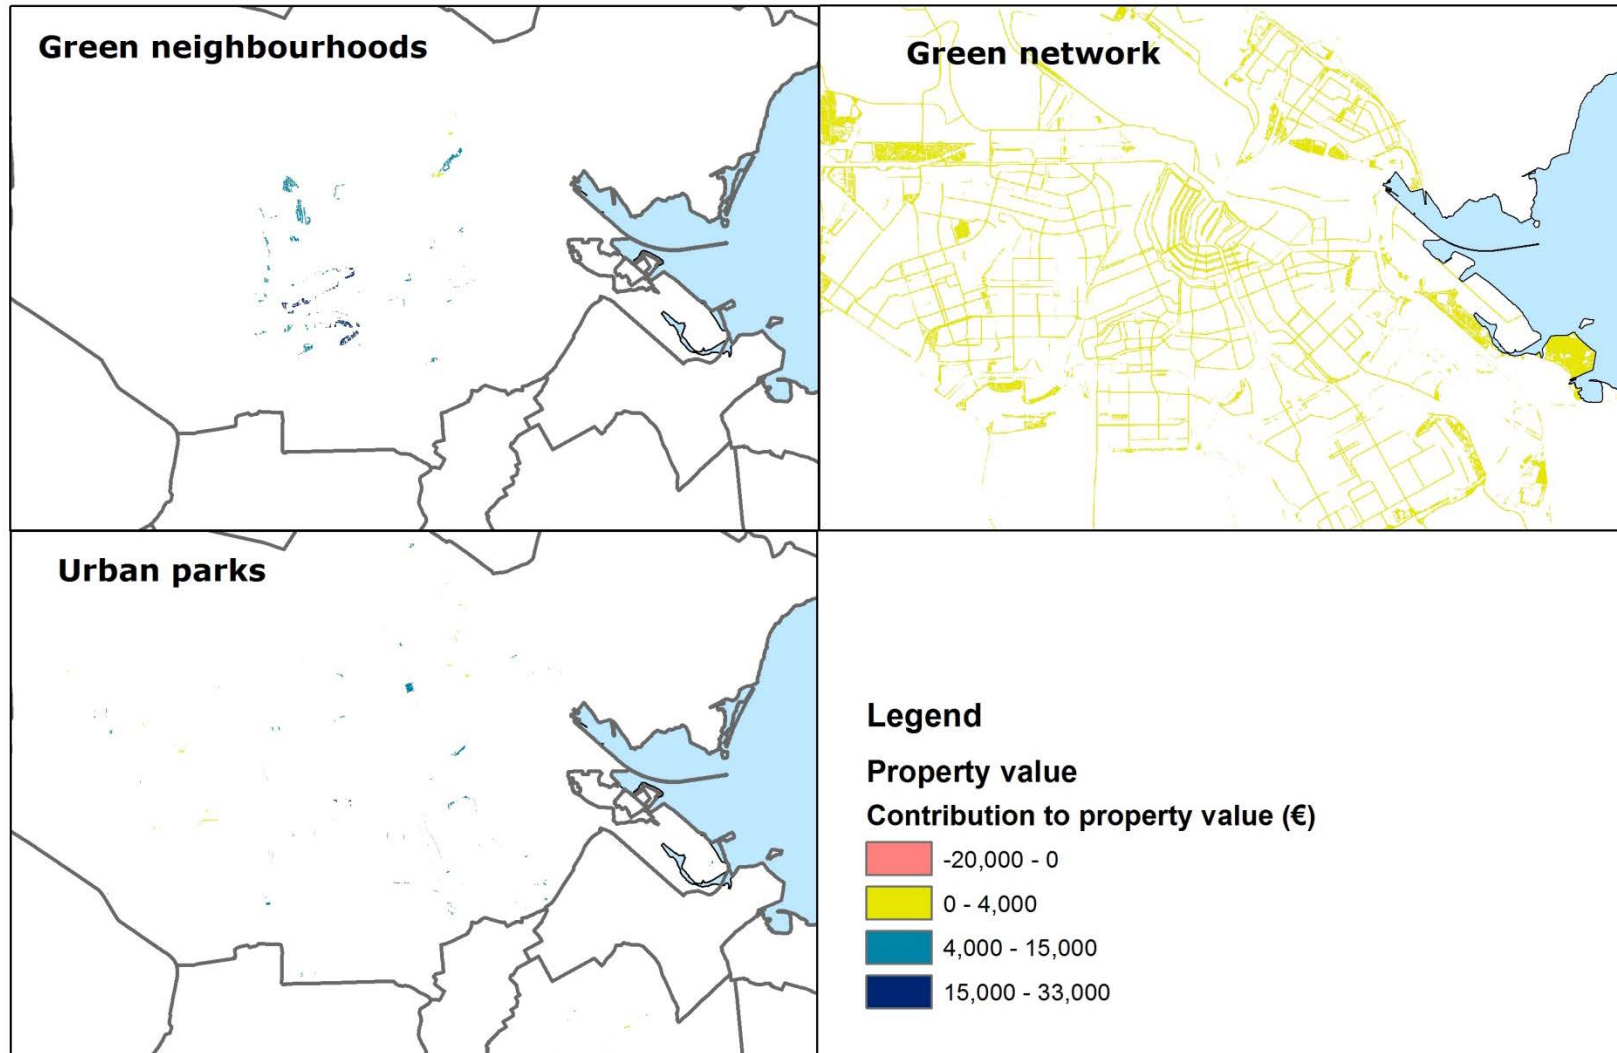 Green neighbourhoods
Green network
Urban parks
Legend
Property value
Contribution to property value (€)
-20,000 - 0
0 - 4,000
4,000 - 15,000
15,000 - 33,000